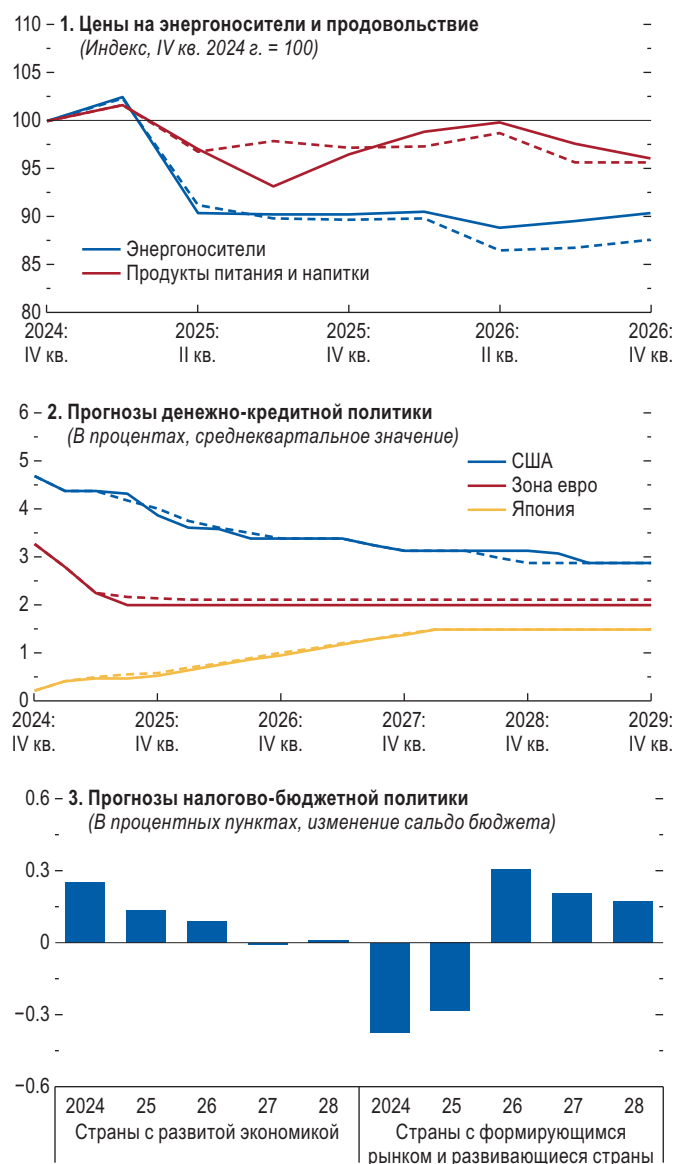 1. Цены на энергоносители и продовольствие
(Индекс, IV кв. 2024 г. = 100)
110
105
100
95
90
85
80
Энергоносители
Продукты питания и напитки
2024: 2025: 2025: 2026: 2026:
IV кв. II кв. IV кв. II кв. IV кв.
2. Прогнозы денежно-кредитной политики
(В процентах, среднеквартальное значение)
6
5
4
3
2
1
0
США
Зона евро
Япония
2024: 2025: 2026: 2027: 2028: 2029:
IV кв. IV кв. IV кв. IV кв. IV кв. IV кв.
3. Прогнозы налогово-бюджетной политики
(В процентных пунктах, изменение сальдо бюджета)
0.6
0.3
0
−0.3
−0.6
2024 25 26 27 28 2024 25 26 27 28
Страны с развитой экономикой
Страны с формирующимся
рынком и развивающиеся страны